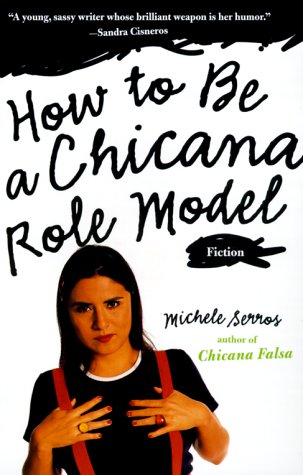 "A young, sassy writer whose brilliant weapon is her humor."
—Sandra Cisneros
How to Be
a Chicana
Role Model
Fiction
Michele Serros
author of
Chicana Falsa